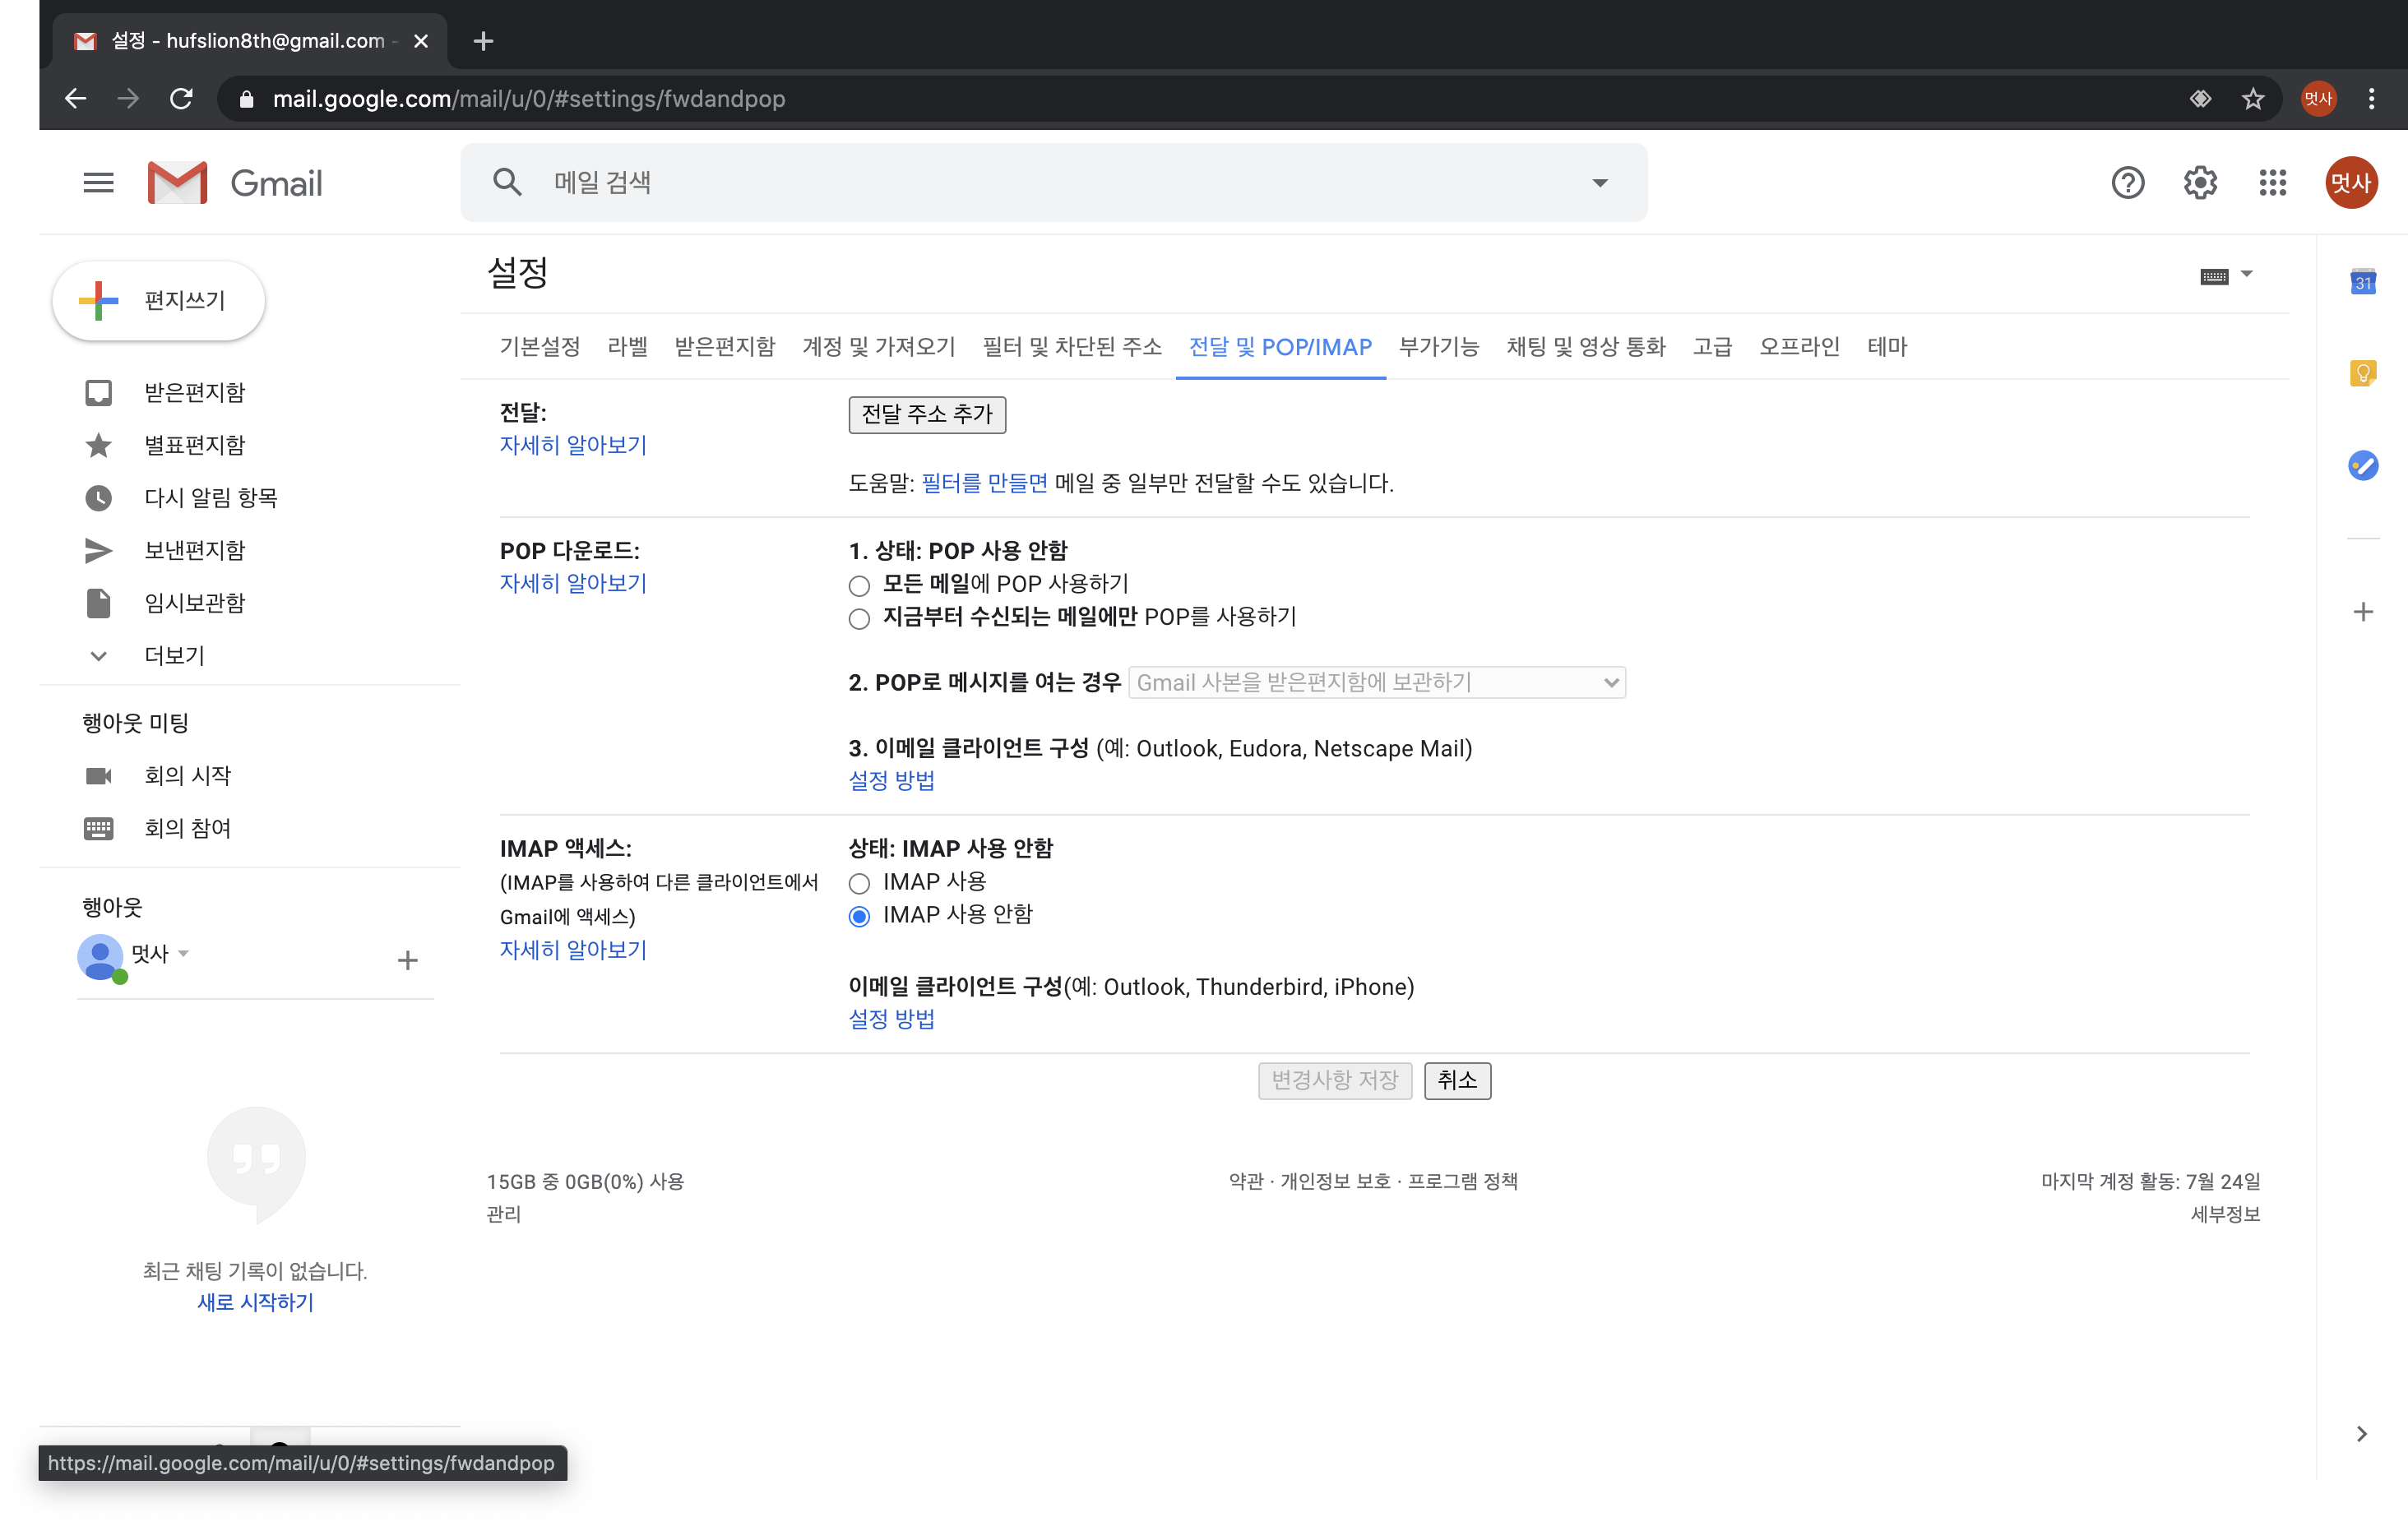 설정 - hufslion8th@gmail.com -
mail.google.com/mail/u/0/#settings/fwdandpop
멋사
Gmail
메일 검색
멋사
편지쓰기
받은편지함
별표편지함
다시 알림 항목
보낸편지함
임시보관함
더보기
행아웃 미팅
회의 시작
회의 참여
행아웃
멋사
최근 채팅 기록이 없습니다.
새로 시작하기
설정
기본설정 라벨 받은편지함 계정 및 가져오기 필터 및 차단된 주소 전달 및 POP/IMAP 부가기능 채팅 및 영상 통화 고급 오프라인 테마
전달:
자세히 알아보기
전달 주소 추가
도움말: 필터를 만들면 메일 중 일부만 전달할 수도 있습니다.
POP 다운로드:
자세히 알아보기
1. 상태: POP 사용 안함
모든 메일에 POP 사용하기
지금부터 수신되는 메일에만 POP를 사용하기
2. POP로 메시지를 여는 경우 Gmail 사본을 받은편지함에 보관하기
3. 이메일 클라이언트 구성 (예: Outlook, Eudora, Netscape Mail)
설정 방법
IMAP 액세스:
(IMAP를 사용하여 다른 클라이언트에서
Gmail에 액세스)
자세히 알아보기
상태: IMAP 사용 안함
IMAP 사용
IMAP 사용 안함
이메일 클라이언트 구성(예: Outlook, Thunderbird, iPhone)
설정 방법
변경사항 저장 취소
15GB 중 0GB(0%) 사용
관리
약관 · 개인정보 보호 · 프로그램 정책
마지막 계정 활동: 7월 24일
세부정보
31
https://mail.google.com/mail/u/0/#settings/fwdandpop